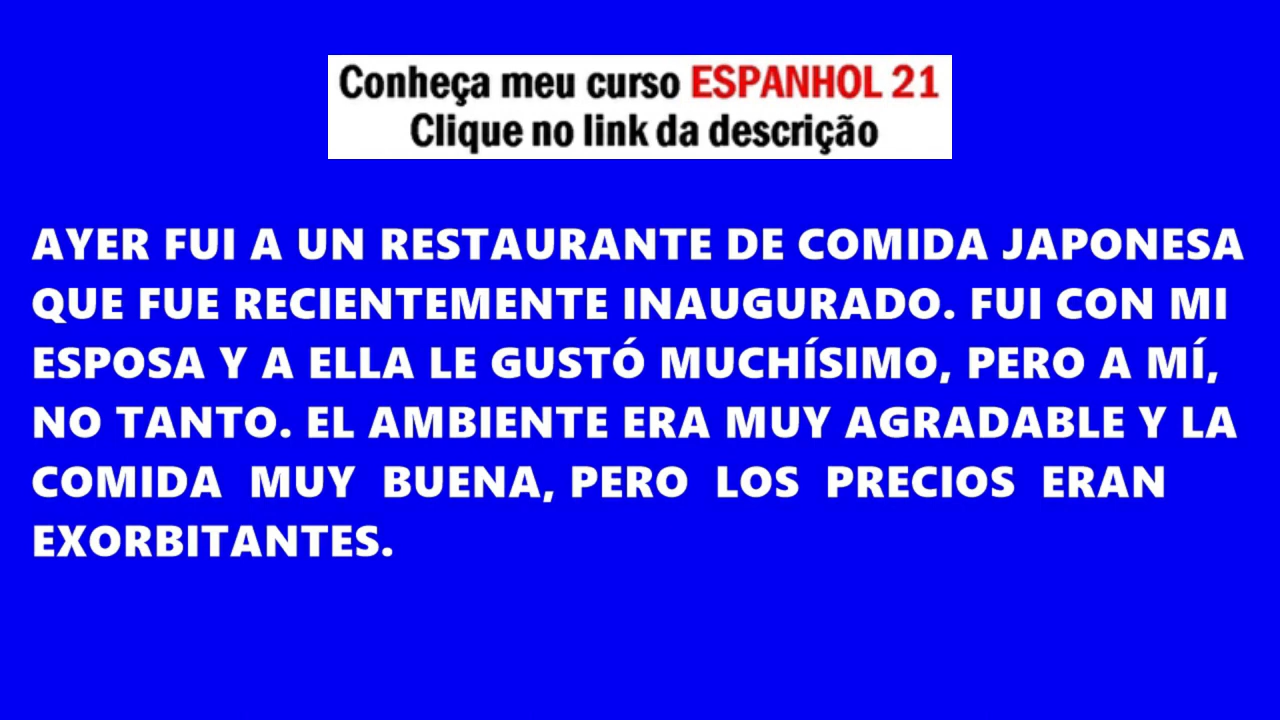 Conheça meu curso ESPANHOL 21
Clique no link da descrição
AYER FUI A UN RESTAURANTE DE COMIDA JAPONESA
QUE FUE RECIENTEMENTE INAUGURADO. FUI CON MI
ESPOSA Y A ELLA LE GUSTÓ MUCHÍSIMO, PERO A MÍ,
NO TANTO. EL AMBIENTE ERA MUY AGRADABLE Y LA
COMIDA MUY BUENA, PERO LOS PRECIOS ERAN
EXORBITANTES.